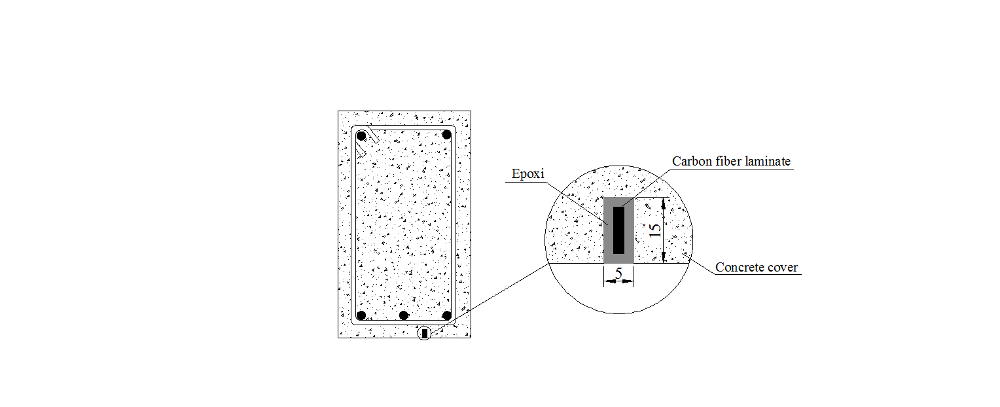 Carbon fiber laminate
Epoxi
15
Concrete cover
5